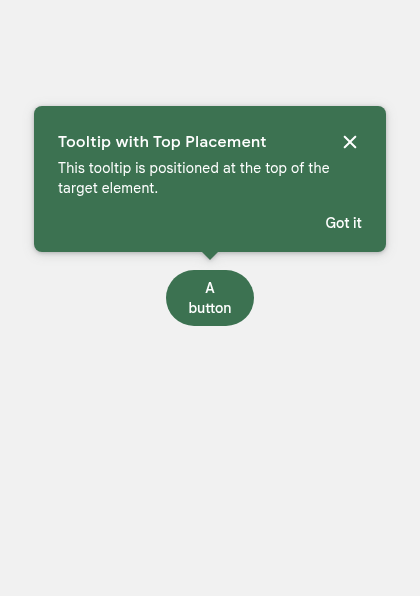 Tooltip with Top Placement
This tooltip is positioned at the top of the
target element.
Got it
A
button